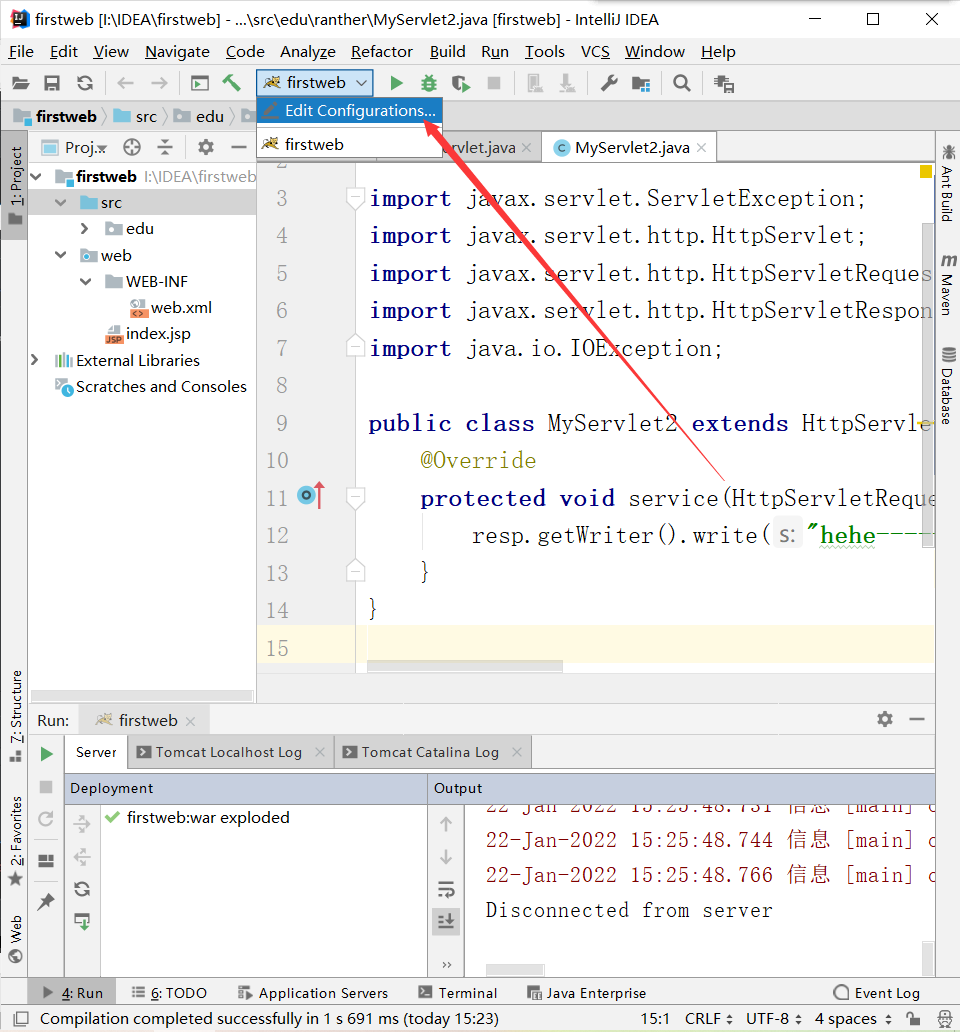 firstweb [I:\IDEA\firstweb] - ...\src\edu\ranther\MyServlet2.java [firstweb] - IntelliJ IDEA
File Edit View Navigate Code Analyze Refactor Build Run Tools VCS Window Help
firstweb
firstweb src edu
Edit Configurations...
firstweb
Proj...
rvlet.java
MyServlet2.java
1: Project
firstweb I:\IDEA\firstweb
src
edu
web
WEB-INF
web.xml
index.jsp
JSP
External Libraries
Scratches and Consoles
3 import javax.servlet.ServletException;
4 import javax.servlet.http.HttpServlet;
5 import javax.servlet.http.HttpServletReques
6 import javax.servlet.http.HttpServletRespon
7 import java.io.IOException;
8
9 public class MyServlet2 extends HttpServle
10 @Override
11 protected void service(HttpServletReque
12 resp.getWriter().write( s: "hehe-----
13 }
14 }
15
Ant Build
m Maven
Database
7: Structure
2: Favorites
Web
Run: firstweb
Server Tomcat Localhost Log Tomcat Catalina Log
Deployment
firstweb:war exploded
Output
22-Jan-2022 15:25:48.731 信息 [main] o
22-Jan-2022 15:25:48.744 信息 [main] o
22-Jan-2022 15:25:48.766 信息 [main] o
Disconnected from server
4: Run 6: TODO Application Servers Terminal Java Enterprise Event Log
Compilation completed successfully in 1 s 691 ms (today 15:23) 15:1 CRLF UTF-8 4 spaces